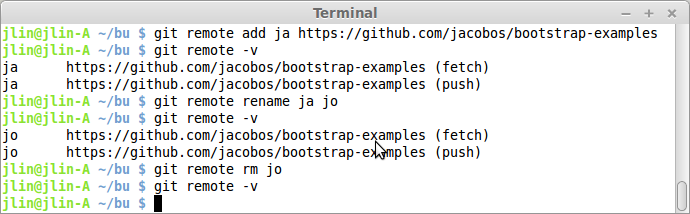 Terminal
jlin@jlin-A ~/bu $ git remote add ja https://github.com/jacobos/bootstrap-examples
jlin@jlin-A ~/bu $ git remote -v
ja      https://github.com/jacobos/bootstrap-examples (fetch)
ja      https://github.com/jacobos/bootstrap-examples (push)
jlin@jlin-A ~/bu $ git remote rename ja jo
jlin@jlin-A ~/bu $ git remote -v
jo      https://github.com/jacobos/bootstrap-examples (fetch)
jo      https://github.com/jacobos/bootstrap-examples (push)
jlin@jlin-A ~/bu $ git remote rm jo
jlin@jlin-A ~/bu $ git remote -v
jlin@jlin-A ~/bu $